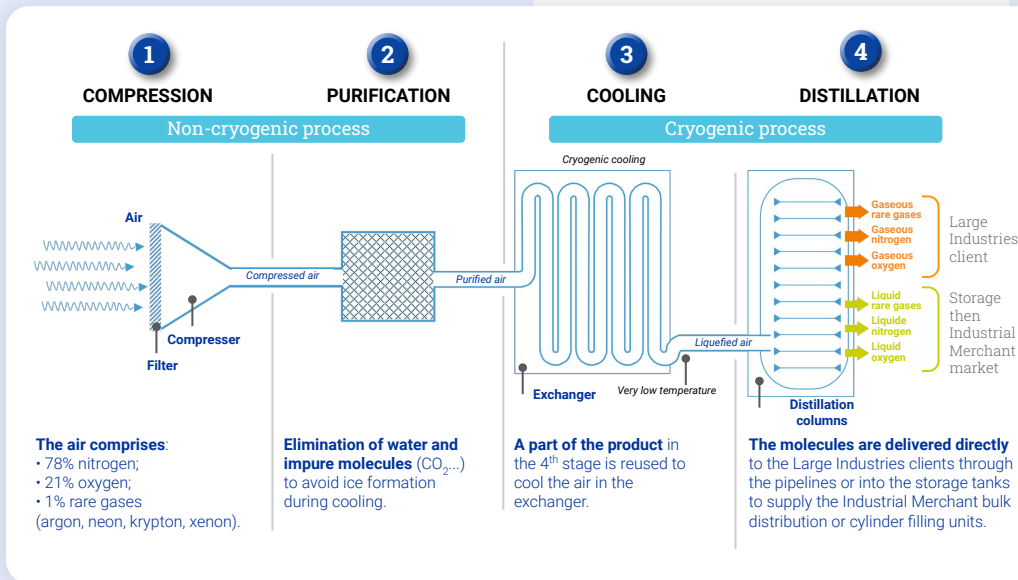 1
COMPRESSION
2
PURIFICATION
Non-cryogenic process
3
COOLING
4
DISTILLATION
Cryogenic process
Air
Compressed air
Compresser
Filter
Purified air
Cryogenic cooling
Exchanger
Very low temperature
Liquefied air
Gaseous
rare gases
Gaseous
nitrogen
Gaseous
oxygen
Large
Industries
client
Liquid
rare gases
Liquide
nitrogen
Liquid
oxygen
Storage
then
Industrial
Merchant
market
Distillation
columns
The air comprises:
• 78% nitrogen;
• 21% oxygen;
• 1% rare gases
(argon, neon, krypton, xenon).
Elimination of water and
impure molecules (CO2...)
to avoid ice formation
during cooling.
A part of the product in
the 4th stage is reused to
cool the air in the
exchanger.
The molecules are delivered directly
to the Large Industries clients through
the pipelines or into the storage tanks
to supply the Industrial Merchant bulk
distribution or cylinder filling units.